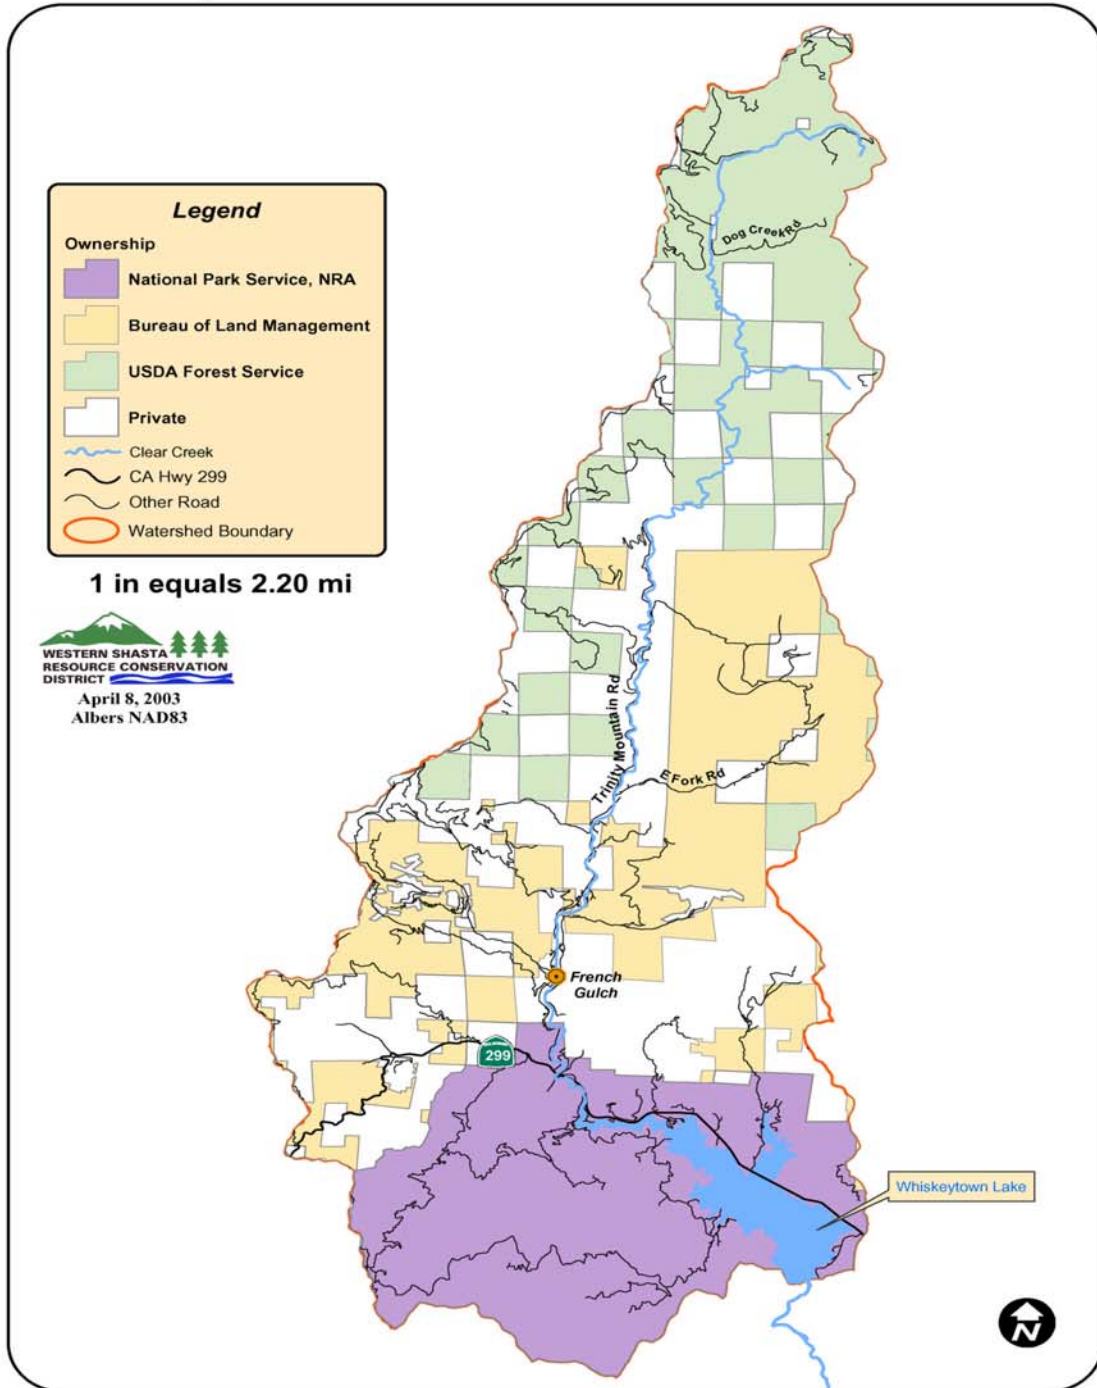 Legend
Ownership
National Park Service, NRA
Bureau of Land Management
USDA Forest Service
Private
Clear Creek
CA Hwy 299
Other Road
Watershed Boundary
1 in equals 2.20 mi
WESTERN SHASTA
RESOURCE CONSERVATION
DISTRICT
April 8, 2003
Albers NAD83
Dog Creek Rd
Trinity Mountain Rd
E Fork Rd
French
Gulch
299
Whiskeytown Lake
N